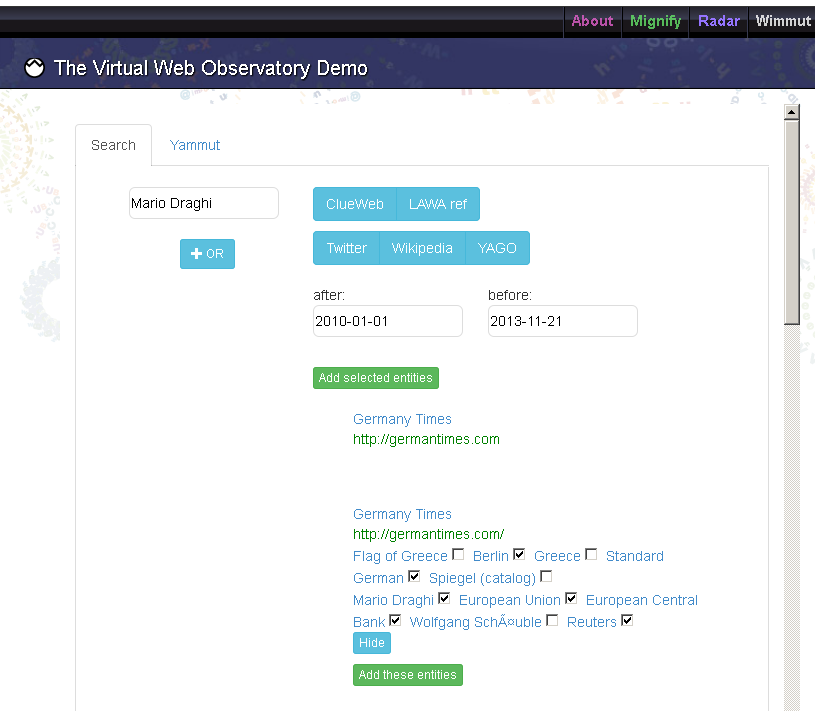 About Mignify Radar Wimmut
The Virtual Web Observatory Demo
Search Yammut
Mario Draghi ClueWeb LAWA ref
OR Twitter Wikipedia YAGO
after: before:
2010-01-01 2013-11-21
Add selected entities
Germany Times
http://germantimes.com
Germany Times
http://germantimes.com/
Flag of Greece Berlin Greece Standard
German Spiegel (catalog)
Mario Draghi European Union European Central
Bank Wolfgang SchÃ¤uble Reuters
Hide
Add these entities